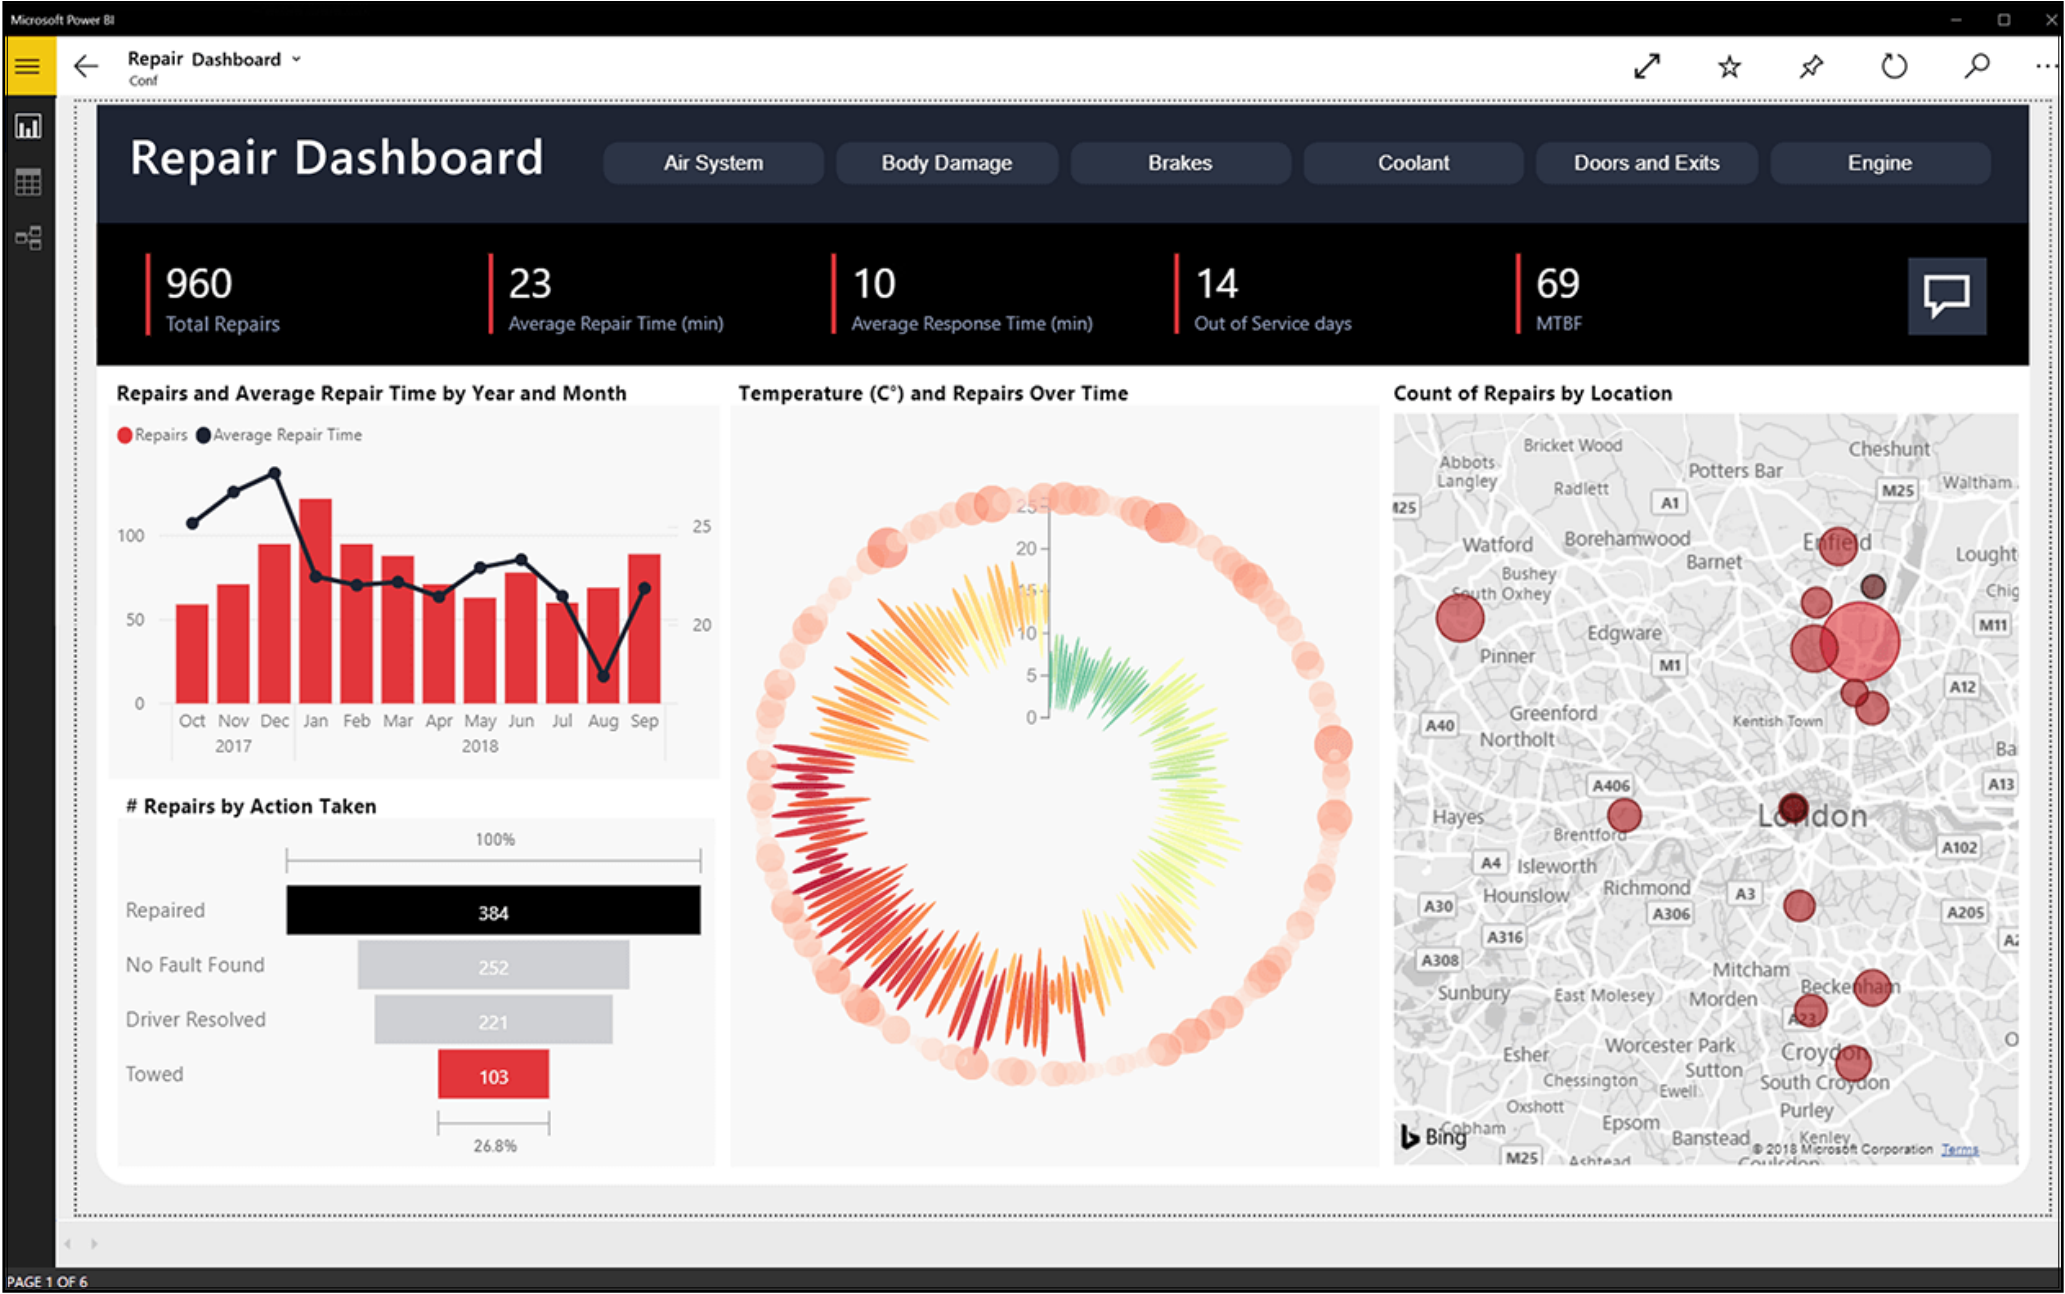 Microsoft Power BI
Repair Dashboard
Conf
Repair Dashboard
Air System
Body Damage
Brakes
Coolant
Doors and Exits
Engine
960
Total Repairs
23
Average Repair Time (min)
10
Average Response Time (min)
14
Out of Service days
69
MTBF
Repairs and Average Repair Time by Year and Month
Repairs Average Repair Time
100
50
0
25
20
Oct Nov Dec Jan Feb Mar Apr May Jun Jul Aug Sep
2017 2018
# Repairs by Action Taken
100%
Repaired 384
No Fault Found 252
Driver Resolved 221
Towed 103
26.8%
Temperature (C°) and Repairs Over Time
25
20
15
10
5
0
Count of Repairs by Location
Bricket Wood
Cheshunt
Abbots
Langley
Potters Bar
Radlett
A1
M25
Waltham
Watford
Borehamwood
Enfield
Barnet
Bushey
South Oxhey
Edgware
M11
Pinner
M1
A12
Greenford
Kentish Town
A40
Northolt
A406
A13
Hayes
London
Brentford
A102
A4
Isleworth
Hounslow
Richmond
A3
A30
A306
A205
A316
A308
Mitcham
Beckenham
Sunbury
East Molesey
Morden
A23
Esher
Worcester Park
Croydon
Sutton
South Croydon
Chessington
Ewell
Oxshott
Purley
Cobham
Epsom
Banstead
Kenley
Bing
© 2018 Microsoft Corporation Terms
M25
Ashtead
Coulsdon
PAGE 1 OF 6